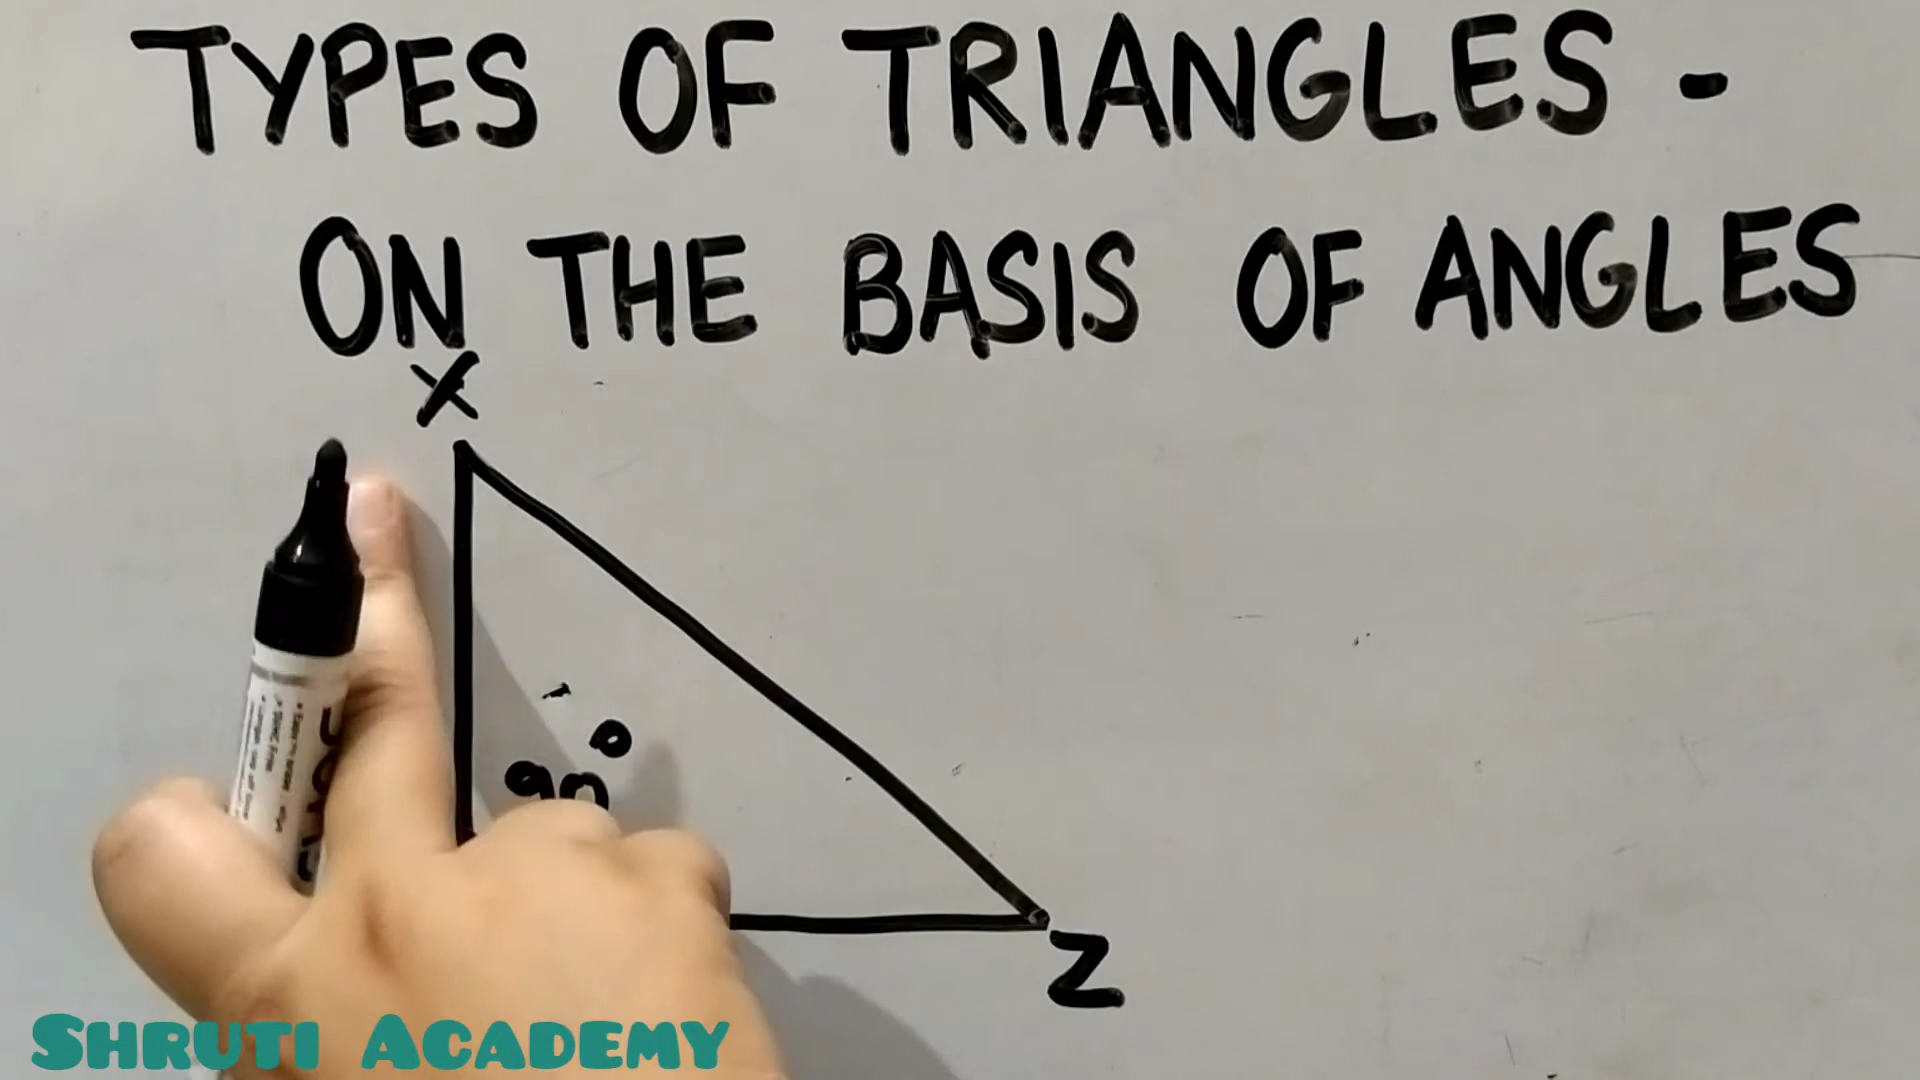 TYPES OF TRIANGLES -
ON THE BASIS OF ANGLES
X
90°
Z
SHRUTI ACADEMY